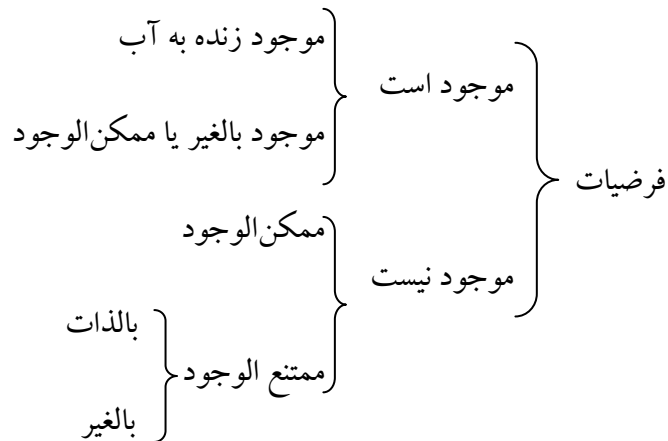 فرضیات
موجود است
موجود زنده به آب
موجود بالغیر یا ممکن‌الوجود
موجود نیست
ممکن‌الوجود
ممتنع الوجود
بالذات
بالغیر